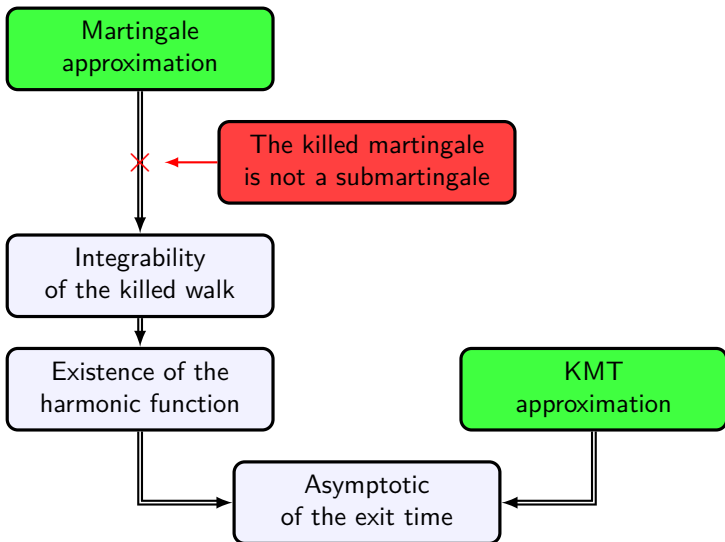 Martingale
approximation
The killed martingale
is not a submartingale
Integrability
of the killed walk
Existence of the
harmonic function
KMT
approximation
Asymptotic
of the exit time